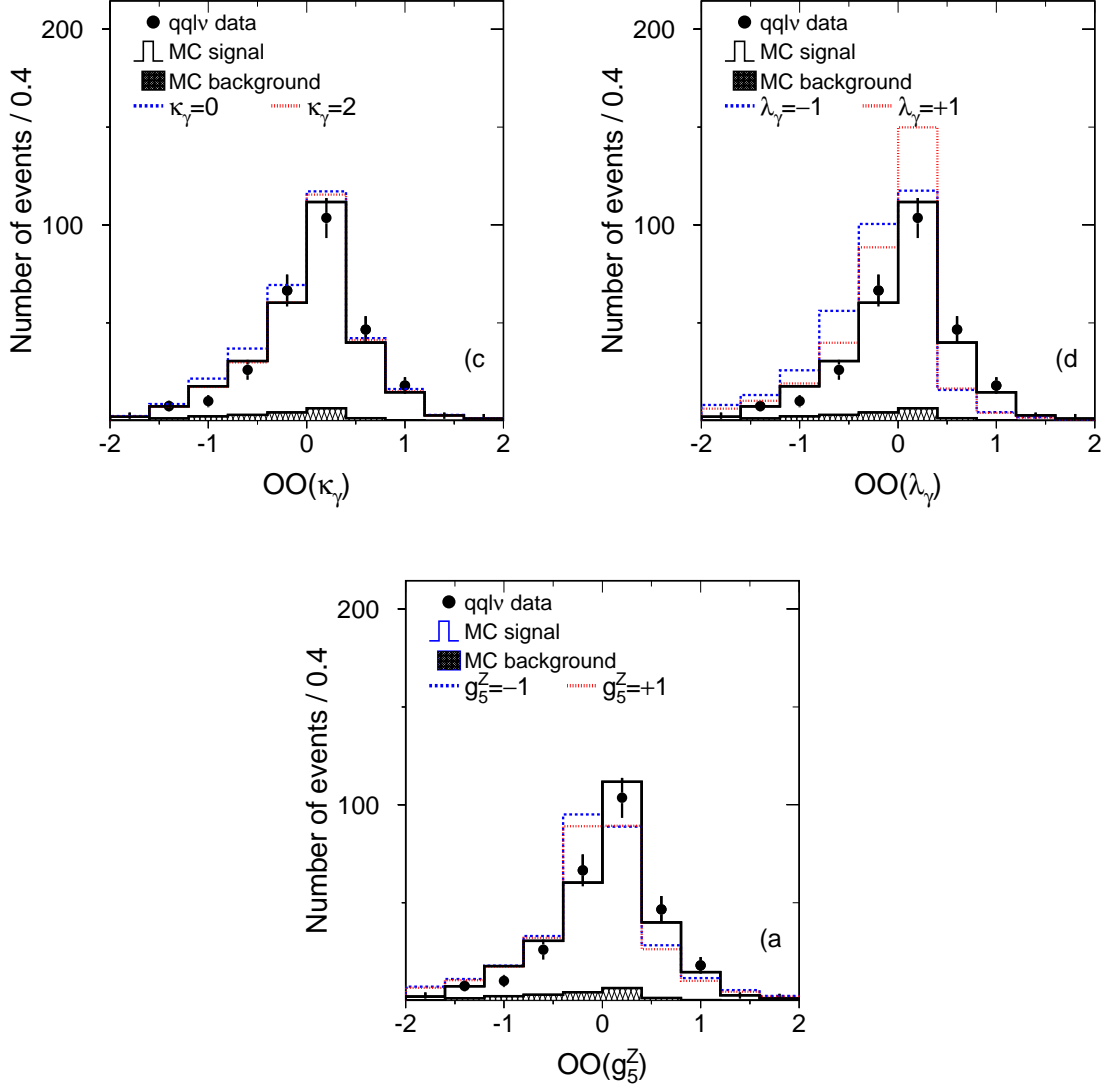 Number of events / 0.4
200
100
qqlν data
MC signal
MC background
κγ=0 κγ=2
(c
-2 -1 0 1 2
OO(κγ)
Number of events / 0.4
200
100
qqlν data
MC signal
MC background
λγ=−1 λγ=+1
(d
-2 -1 0 1 2
OO(λγ)
Number of events / 0.4
200
100
qqlν data
MC signal
MC background
g₅ᶻ=−1 g₅ᶻ=+1
(a
-2 -1 0 1 2
OO(g₅ᶻ)